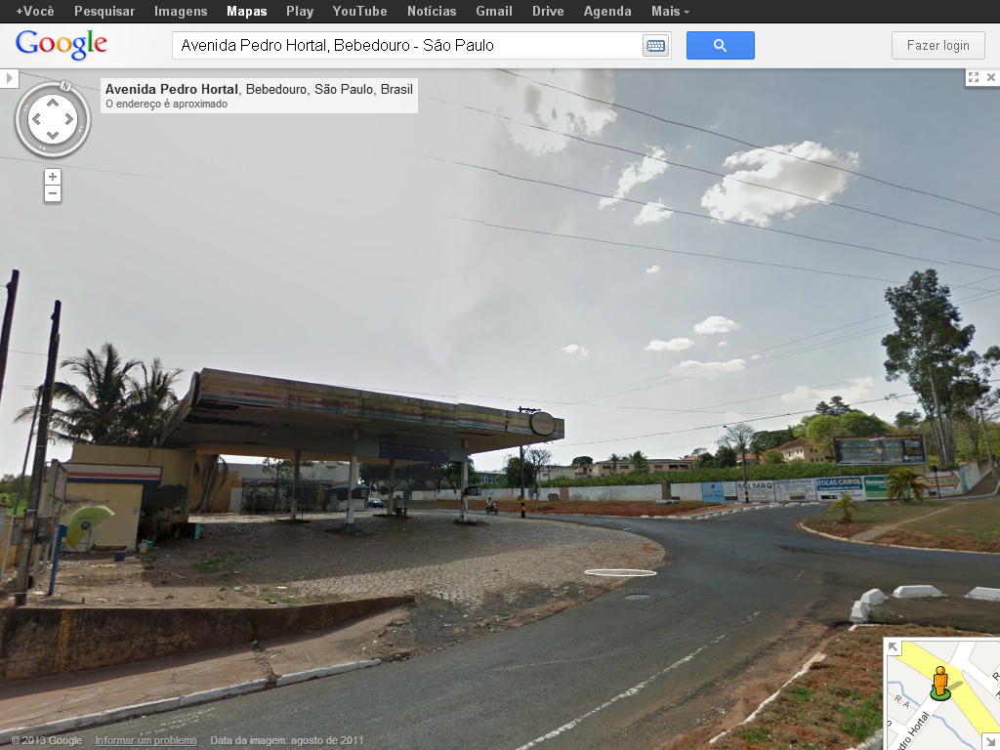 +Você Pesquisar Imagens Mapas Play YouTube Notícias Gmail Drive Agenda Mais
Google
Avenida Pedro Hortal, Bebedouro - São Paulo
Fazer login
N
Avenida Pedro Hortal, Bebedouro, São Paulo, Brasil
O endereço é aproximado
+
−
ÓTICAS CAROL
R. A
dro Hortal
© 2013 Google Informar um problema Data da imagem: agosto de 2011